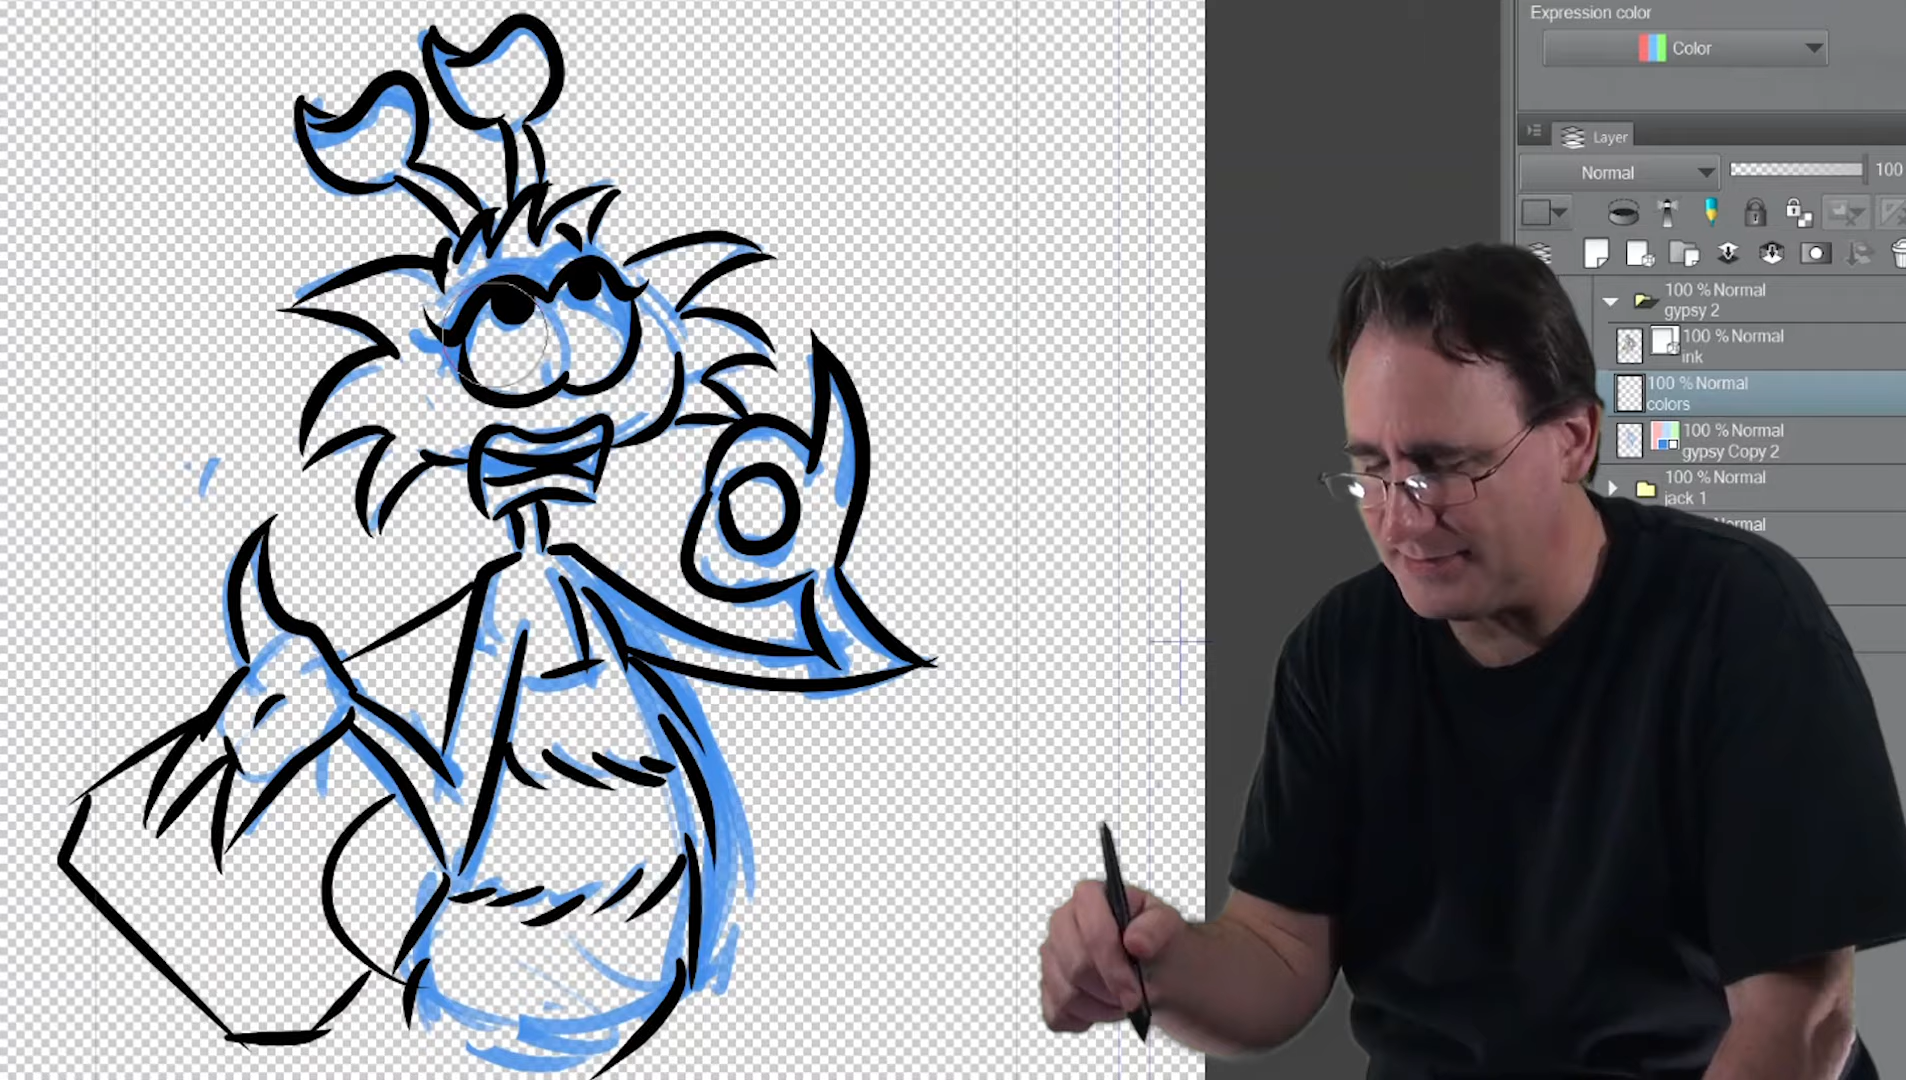 Expression color
Color
Layer
Normal
100
100 % Normal
gypsy 2
100 % Normal
ink
100 % Normal
colors
100 % Normal
gypsy Copy 2
100 % Normal
jack 1
Normal